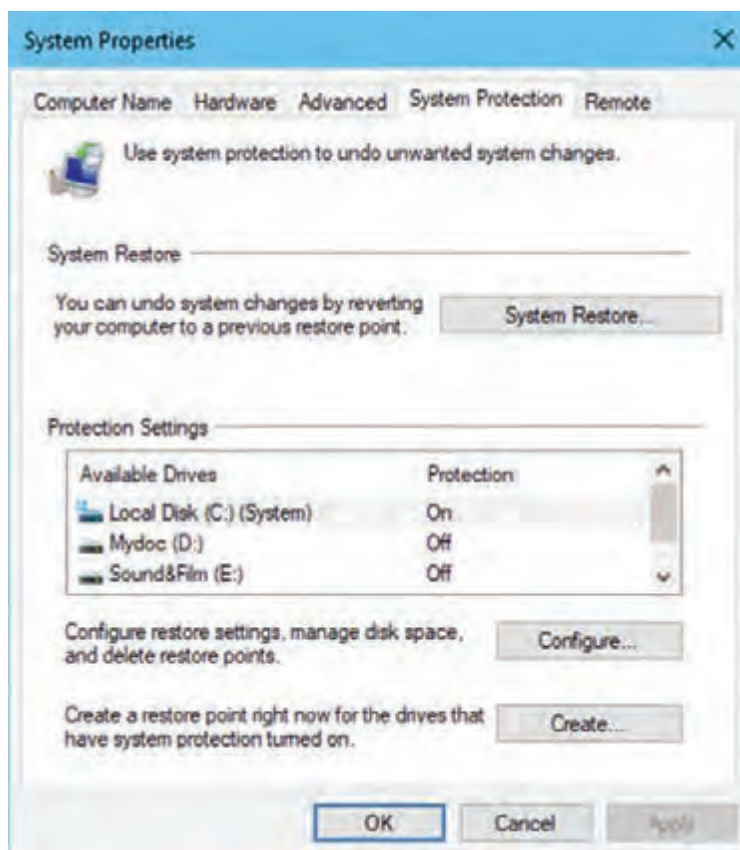 System Properties
Computer Name Hardware Advanced System Protection Remote
Use system protection to undo unwanted system changes.
System Restore
You can undo system changes by reverting
your computer to a previous restore point.
System Restore...
Protection Settings
Available Drives Protection
Local Disk (C:) (System) On
Mydoc (D:) Off
Sound&Film (E:) Off
Configure restore settings, manage disk space,
and delete restore points.
Configure...
Create a restore point right now for the drives that
have system protection turned on.
Create...
OK Cancel Apply